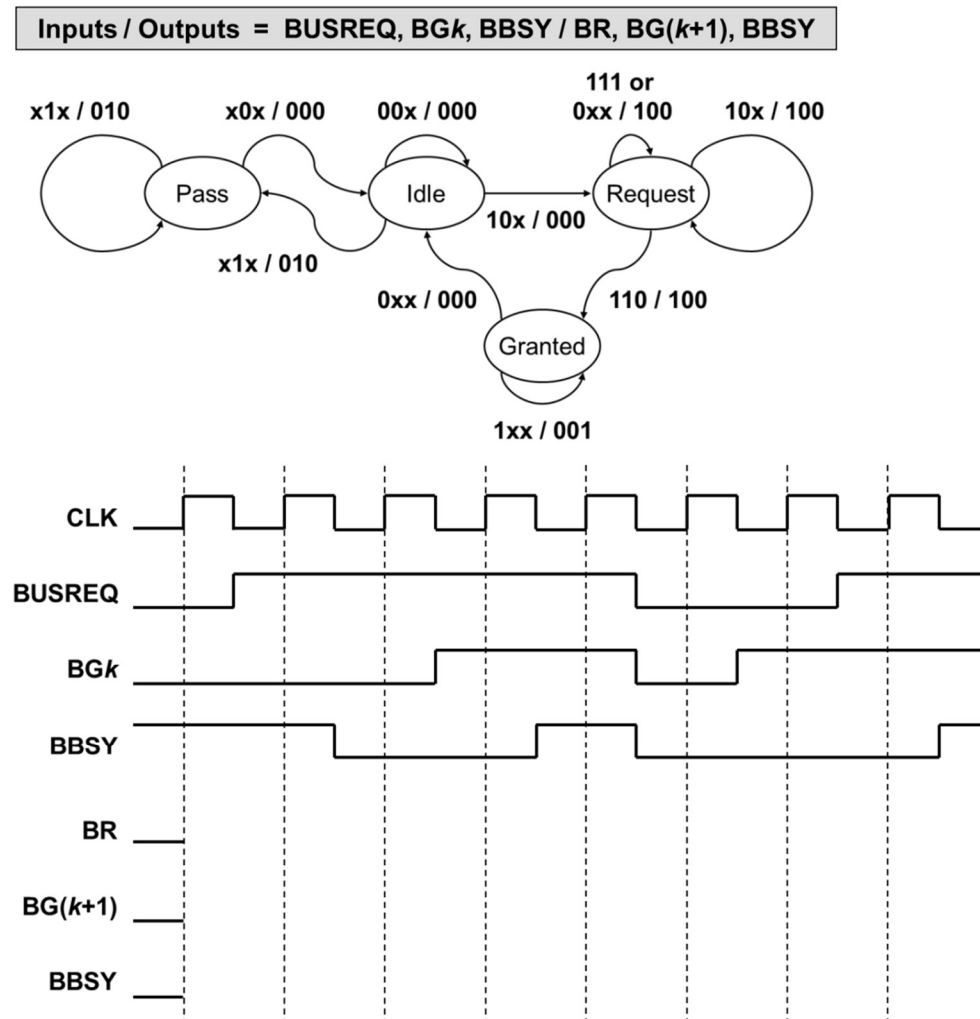 Inputs / Outputs = BUSREQ, BGk, BBSY / BR, BG(k+1), BBSY
111 or
x1x / 010
x0x / 000
00x / 000
0xx / 100
10x / 100
Pass
Idle
Request
10x / 000
x1x / 010
0xx / 000
110 / 100
Granted
1xx / 001
CLK
BUSREQ
BGk
BBSY
BR
BG(k+1)
BBSY